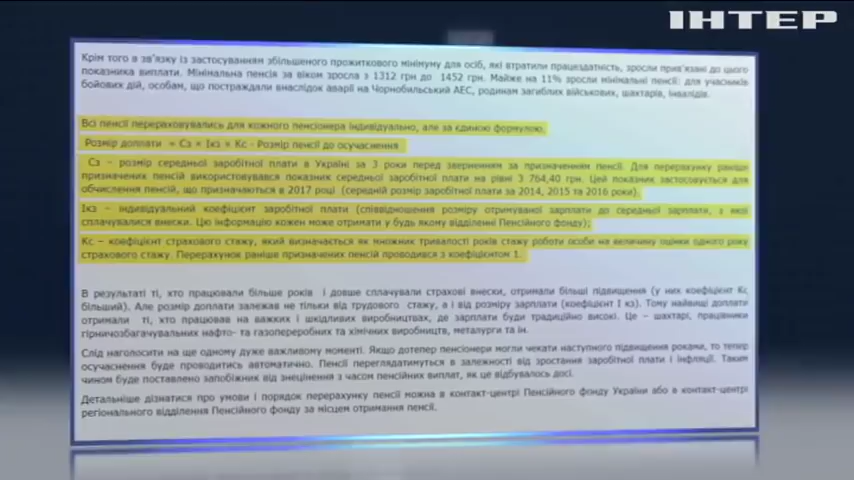 ІНТЕР
Крім того в зв'язку із застосуванням збільшеного прожиткового мінімуму для осіб, які втратили працездатність, зросли прив'язані до цього
показника виплати. Мінімальна пенсія за віком зросла з 1312 грн до 1452 грн. Майже на 11% зросли мінімальні пенсії: для учасників
бойових дій, особам, що постраждали внаслідок аварії на Чорнобильській АЕС, родинам загиблих військових, шахтарів, інвалідів.
Всі пенсії перераховувались для кожного пенсіонера індивідуально, але за єдиною формулою.
Розмір доплати = Сз × Ікз × Кс - Розмір пенсії до осучаснення
Сз – розмір середньої заробітної плати в Україні за 3 роки перед зверненням за призначенням пенсії. Для перерахунку раніше
призначених пенсій використовувався показник середньої заробітної плати на рівні 3 764,40 грн. Цей показник застосовується для
обчислення пенсій, що призначаються в 2017 році (середній розмір заробітної плати за 2014, 2015 та 2016 роки).
Ікз – індивідуальний коефіцієнт заробітної плати (співвідношення розміру отримуваної зарплати до середньої зарплати, з якої
сплачувалися внески. Цю інформацію кожен може отримати у будь якому відділенні Пенсійного фонду);
Кс – коефіцієнт страхового стажу, який визначається як множник тривалості років стажу роботи особи на величину оцінки одного року
страхового стажу. Перерахунок раніше призначених пенсій проводився з коефіцієнтом 1.
В результаті ті, хто працювали більше років і довше сплачували страхові внески, отримали більші підвищення (у них коефіцієнт Кс
більший). Але розмір доплати залежав не тільки від трудового стажу, а і від розміру зарплати (коефіцієнт І кз). Тому найвищі доплати
отримали ті, хто працював на важких і шкідливих виробництвах, де зарплати були традиційно високі. Це – шахтарі, працівники
гірничозбагачувальних нафто- та газопереробних та хімічних виробництв, металурги та ін.
Слід наголосити на ще одному дуже важливому моменті. Якщо дотепер пенсіонери могли чекати наступного підвищення роками, то тепер
осучаснення буде проводитись автоматично. Пенсії переглядатимуться в залежності від зростання заробітної плати і інфляції. Таким
чином буде поставлено запобіжник від знецінення з часом пенсійних виплат, як це відбувалось досі.
Детальніше дізнатися про умови і порядок перерахунку пенсії можна в контакт-центрі Пенсійного фонду України або в контакт-центрі
регіонального відділення Пенсійного фонду за місцем отримання пенсії.